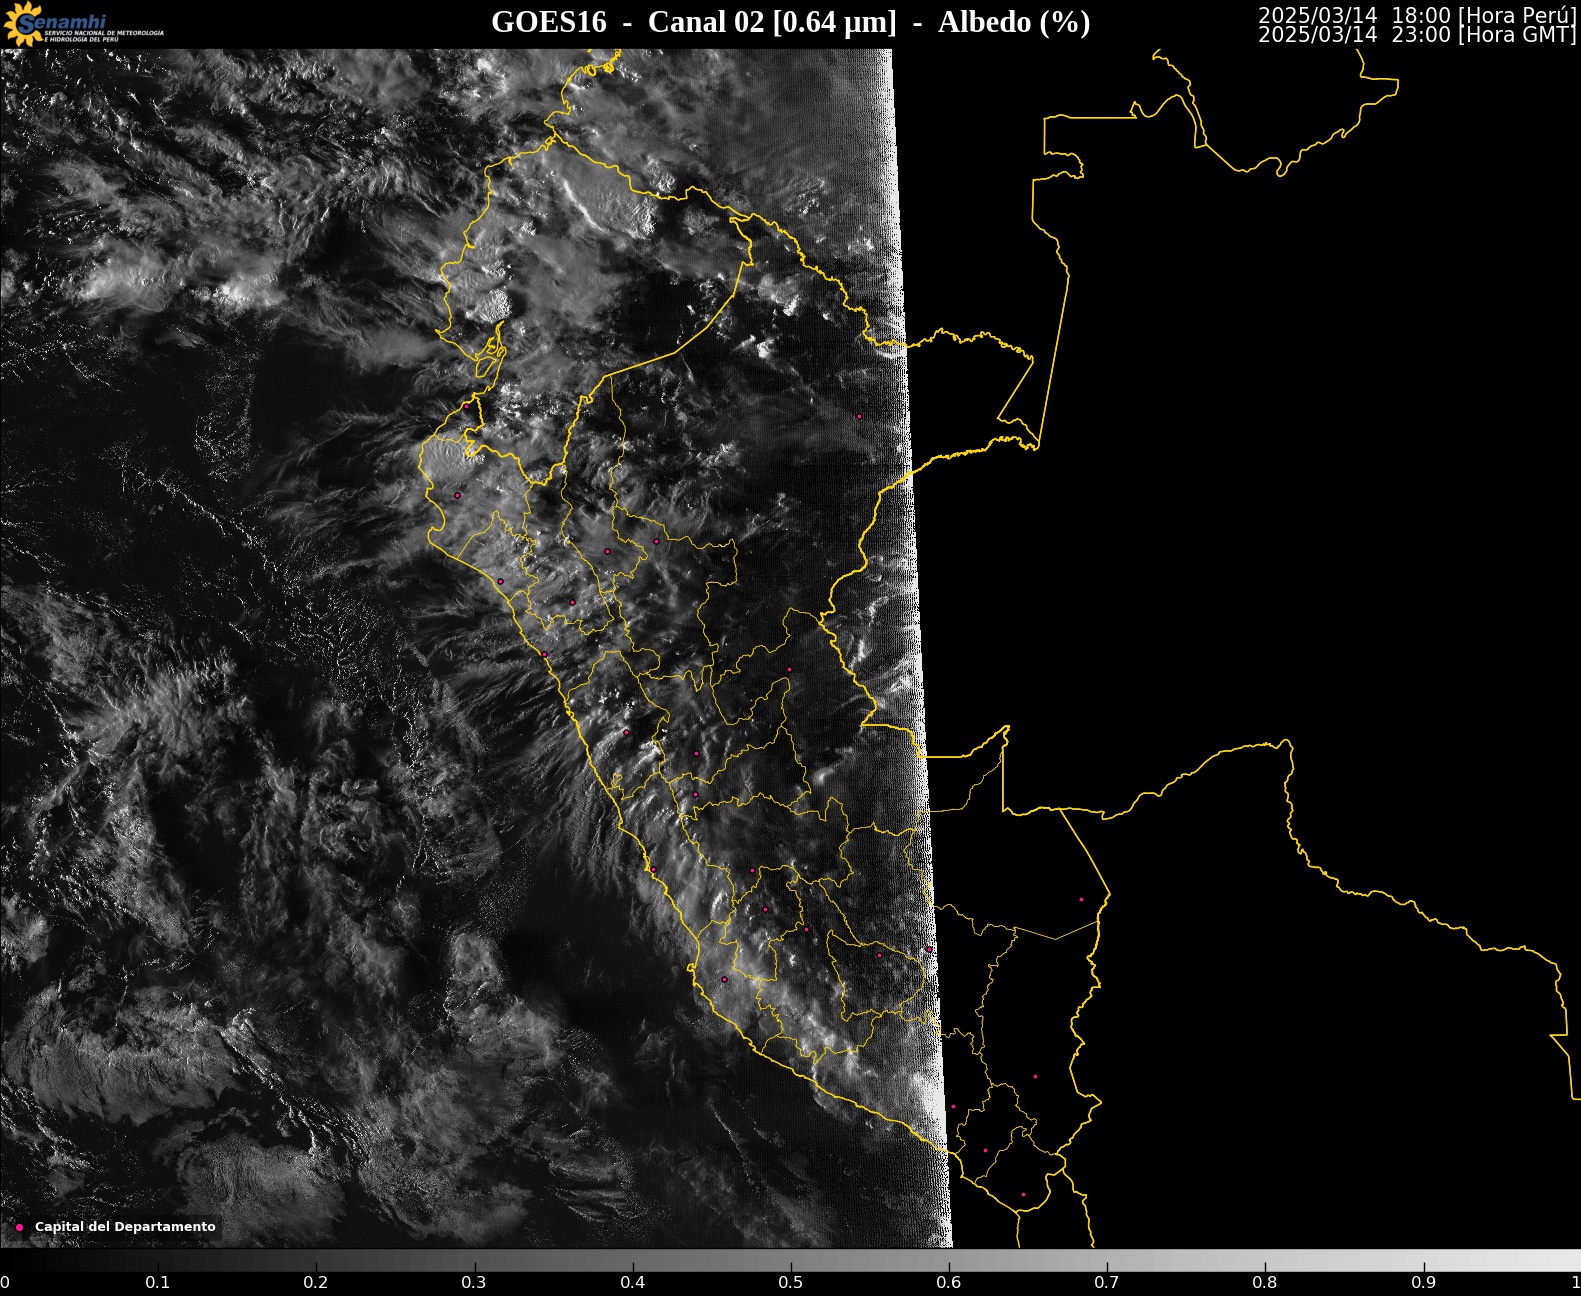 Senamhi
SERVICIO NACIONAL DE METEOROLOGÍA
E HIDROLOGÍA DEL PERÚ
GOES16 - Canal 02 [0.64 µm] - Albedo (%)
2025/03/14 18:00 [Hora Perú]
2025/03/14 23:00 [Hora GMT]
Capital del Departamento
0 0.1 0.2 0.3 0.4 0.5 0.6 0.7 0.8 0.9 1